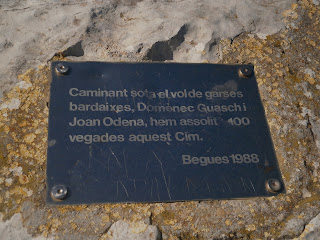 Caminant sota el vol de garses
bardaixes, Domènec Guasch i
Joan Odena, hem assolit 400
vegades aquest Cim.
Begues 1988